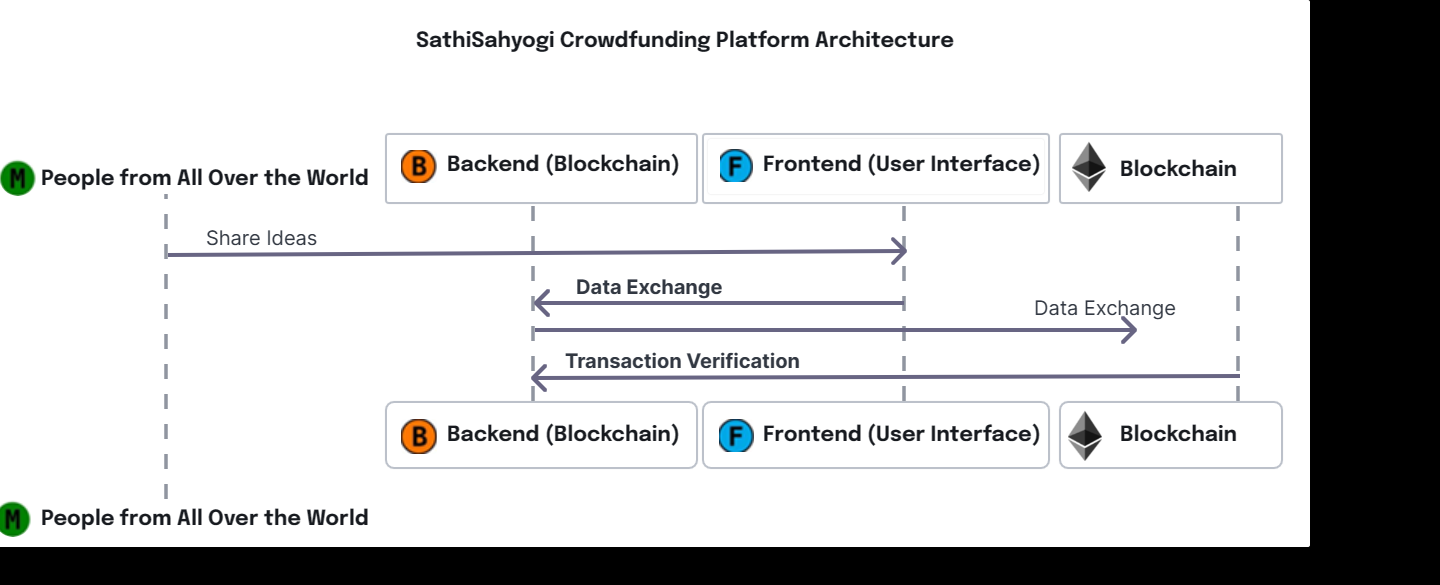 SathiSahyogi Crowdfunding Platform Architecture
M People from All Over the World
B Backend (Blockchain)
F Frontend (User Interface)
Blockchain
Share Ideas
Data Exchange
Data Exchange
Transaction Verification
B Backend (Blockchain)
F Frontend (User Interface)
Blockchain
M People from All Over the World